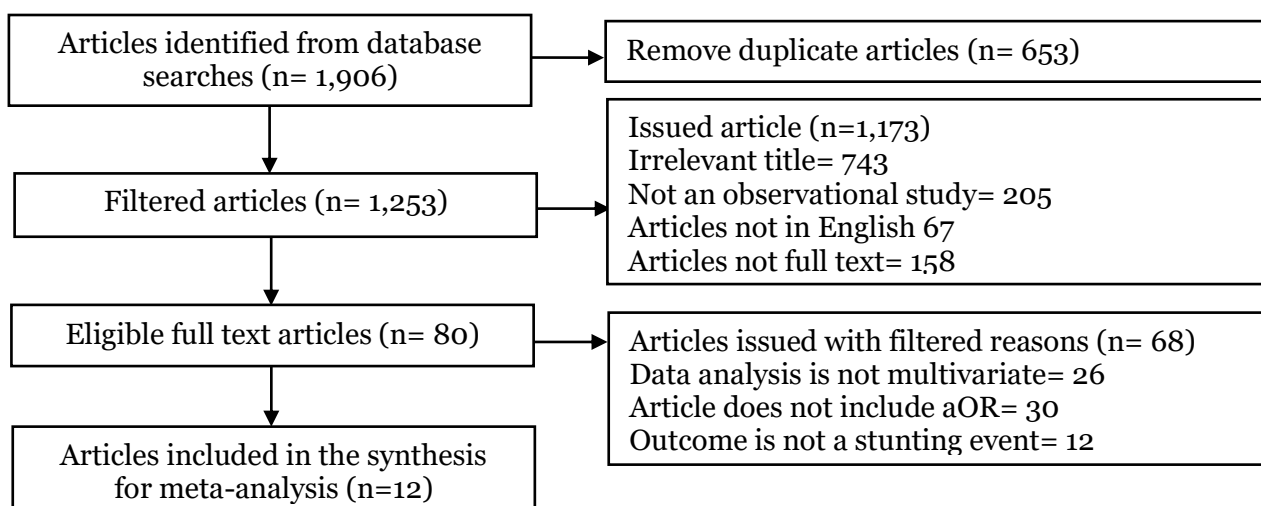 Articles identified from database
searches (n= 1,906)
Remove duplicate articles (n= 653)
Issued article (n=1,173)
Irrelevant title= 743
Not an observational study= 205
Articles not in English 67
Articles not full text= 158
Filtered articles (n= 1,253)
Eligible full text articles (n= 80)
Articles issued with filtered reasons (n= 68)
Data analysis is not multivariate= 26
Article does not include aOR= 30
Outcome is not a stunting event= 12
Articles included in the synthesis
for meta-analysis (n=12)